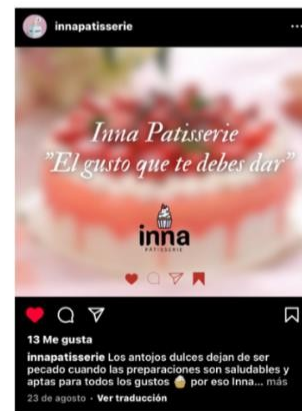 innapatisserie
Inna Patisserie
"El gusto que te debes dar"
inna
PATISSERIE
13 Me gusta
innapatisserie Los antojos dulces dejan de ser
pecado cuando las preparaciones son saludables y
aptas para todos los gustos 🧁 por eso Inna... más
23 de agosto · Ver traducción